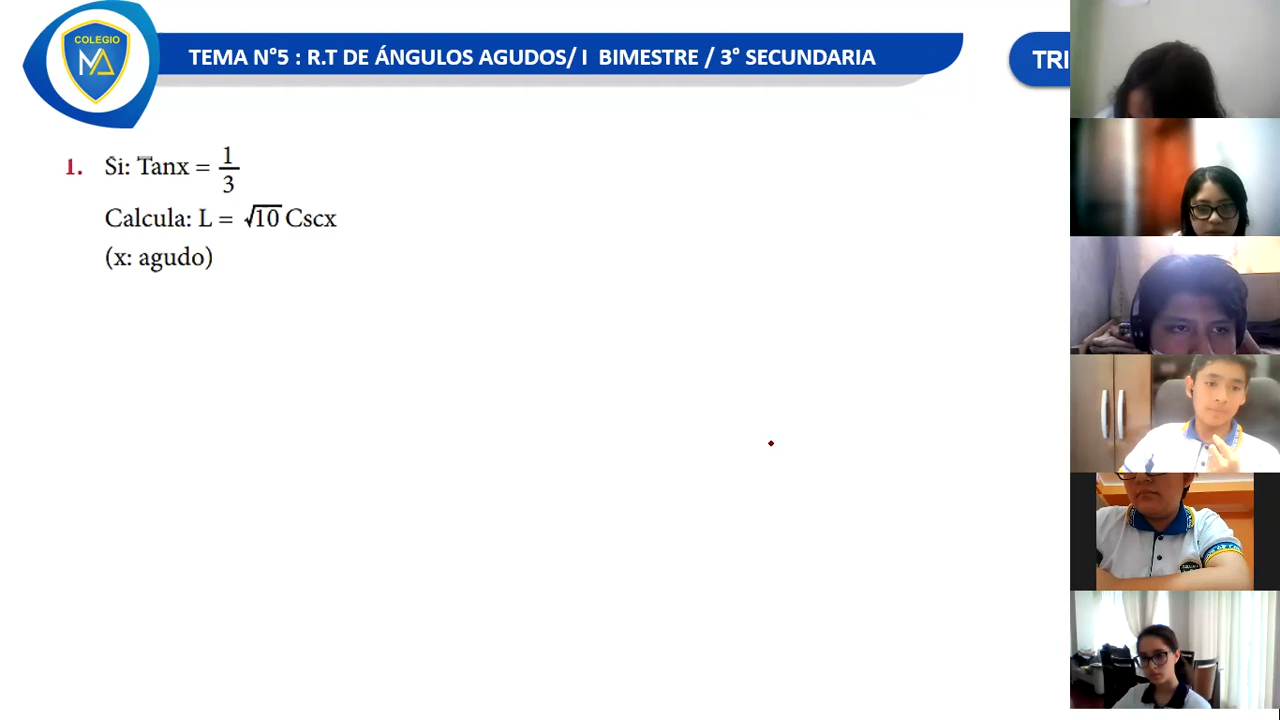 COLEGIO
MA
TEMA N°5 : R.T DE ÁNGULOS AGUDOS/ I BIMESTRE / 3° SECUNDARIA
TRI
1. Si: Tanx = 1/3
Calcula: L = √10 Cscx
(x: agudo)